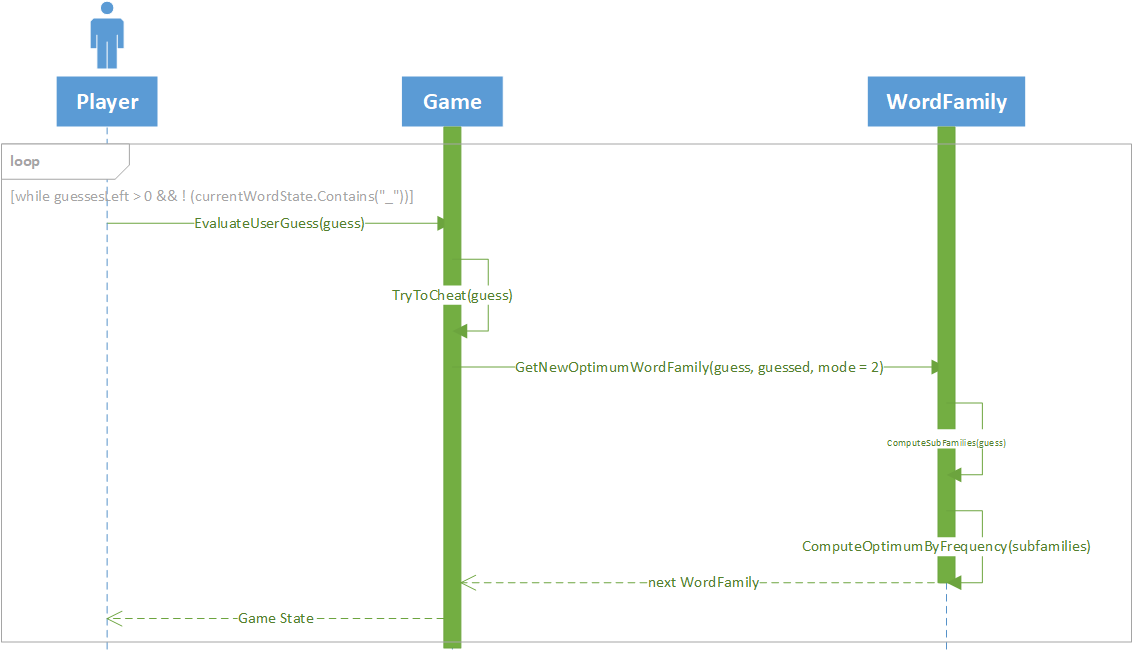 Player
Game
WordFamily
loop
[while guessesLeft > 0 && ! (currentWordState.Contains("_"))]
EvaluateUserGuess(guess)
TryToCheat(guess)
GetNewOptimumWordFamily(guess, guessed, mode = 2)
ComputeSubFamilies(guess)
ComputeOptimumByFrequency(subfamilies)
next WordFamily
Game State